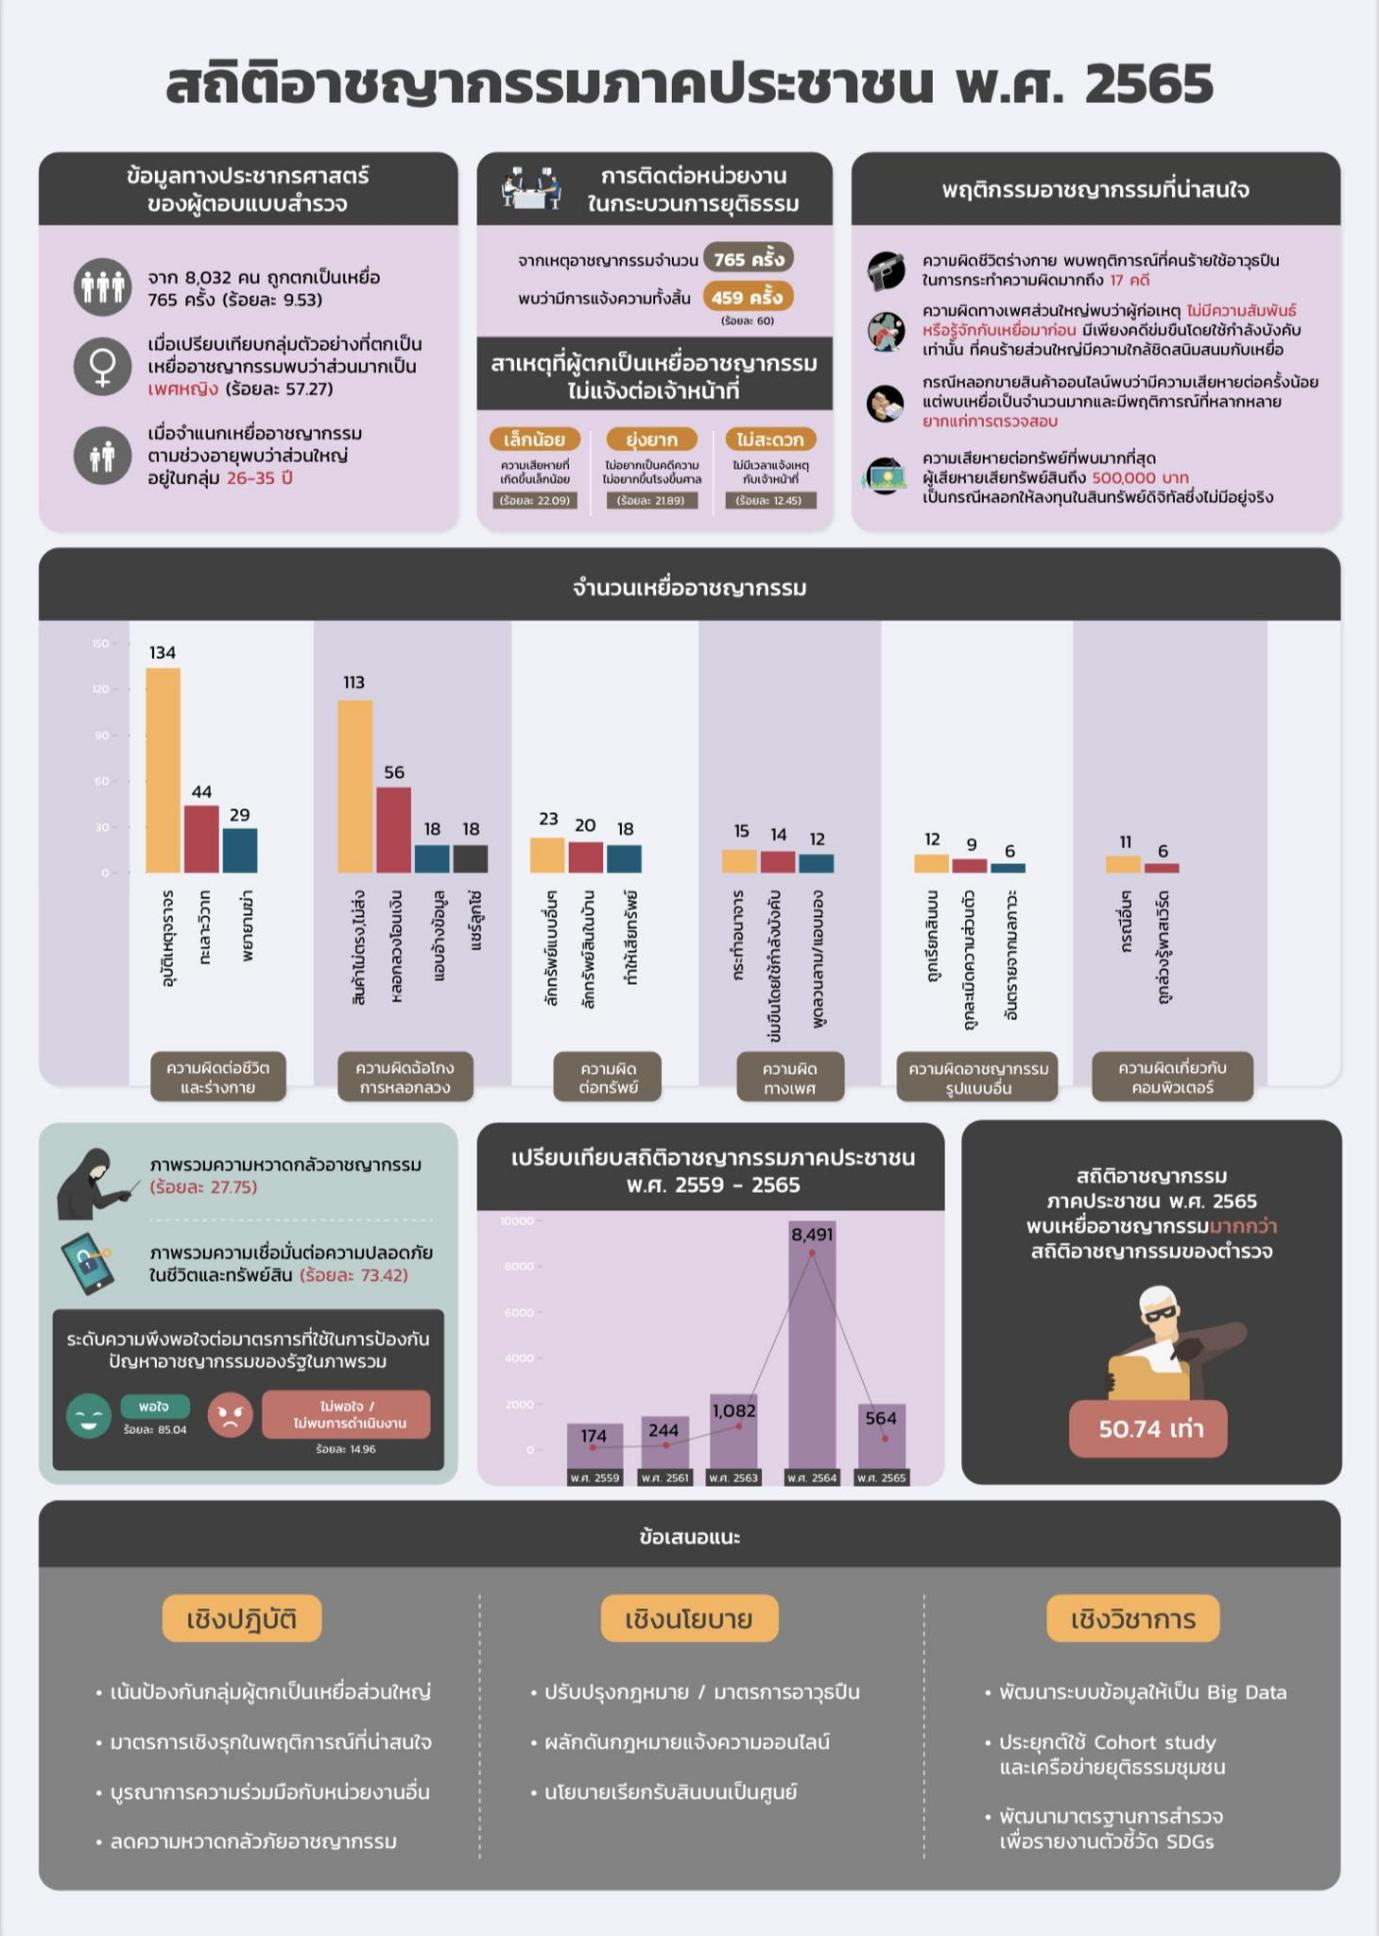 สถิติอาชญากรรมภาคประชาชน พ.ศ. 2565
ข้อมูลทางประชากรศาสตร์
ของผู้ตอบแบบสำรวจ
จาก 8,032 คน ถูกตกเป็นเหยื่อ
765 ครั้ง (ร้อยละ 9.53)
เมื่อเปรียบเทียบกลุ่มตัวอย่างที่ตกเป็น
เหยื่ออาชญากรรมพบว่าส่วนมากเป็น
เพศหญิง (ร้อยละ 57.27)
เมื่อจำแนกเหยื่ออาชญากรรม
ตามช่วงอายุพบว่าส่วนใหญ่
อยู่ในกลุ่ม 26-35 ปี
การติดต่อหน่วยงาน
ในกระบวนการยุติธรรม
จากเหตุอาชญากรรมจำนวน 765 ครั้ง
พบว่ามีการแจ้งความทั้งสิ้น 459 ครั้ง
(ร้อยละ 60)
สาเหตุที่ผู้ตกเป็นเหยื่ออาชญากรรม
ไม่แจ้งต่อเจ้าหน้าที่
เล็กน้อย
ความเสียหายที่
เกิดขึ้นเล็กน้อย
(ร้อยละ 22.09)
ยุ่งยาก
ไม่อยากเป็นคดีความ
ไม่อยากขึ้นโรงขึ้นศาล
(ร้อยละ 21.89)
ไม่สะดวก
ไม่มีเวลาแจ้งเหตุ
กับเจ้าหน้าที่
(ร้อยละ 12.45)
พฤติกรรมอาชญากรรมที่น่าสนใจ
ความผิดชีวิตร่างกาย พบพฤติการณ์ที่คนร้ายใช้อาวุธปืน
ในการกระทำความผิดมากถึง 17 คดี
ความผิดทางเพศส่วนใหญ่พบว่าผู้ก่อเหตุ ไม่มีความสัมพันธ์
หรือรู้จักกับเหยื่อมาก่อน มีเพียงคดีข่มขืนโดยใช้กำลังบังคับ
เท่านั้น ที่คนร้ายส่วนใหญ่มีความใกล้ชิดสนิมสนมกับเหยื่อ
กรณีหลอกขายสินค้าออนไลน์พบว่ามีความเสียหายต่อครั้งน้อย
แต่พบเหยื่อเป็นจำนวนมากและมีพฤติการณ์ที่หลากหลาย
ยากแก่การตรวจสอบ
ความเสียหายต่อทรัพย์ที่พบมากที่สุด
ผู้เสียหายเสียทรัพย์สินถึง 500,000 บาท
เป็นกรณีหลอกให้ลงทุนในสินทรัพย์ดิจิทัลซึ่งไม่มีอยู่จริง
จำนวนเหยื่ออาชญากรรม
150
120
90
60
30
0
134
44
29
อุบัติเหตุจราจร
ทะเลาะวิวาท
พยายามฆ่า
ความผิดต่อชีวิต
และร่างกาย
113
56
18
18
สินค้าไม่ตรง,ไม่ส่ง
หลอกลวงโอนเงิน
แอบอ้างข้อมูล
แชร์ลูกโซ่
ความผิดฉ้อโกง
การหลอกลวง
23
20
18
ลักทรัพย์แบบอื่นๆ
ลักทรัพย์สินในบ้าน
ทำให้เสียทรัพย์
ความผิด
ต่อทรัพย์
15
14
12
กระทำอนาจาร
ข่มขืนโดยใช้กำลังบังคับ
พูดลวนลาม/แอบมอง
ความผิด
ทางเพศ
12
9
6
ถูกเรียกสินบน
ถูกละเมิดความส่วนตัว
อันตรายจากมลภาวะ
ความผิดอาชญากรรม
รูปแบบอื่น
11
6
กรณีอื่นๆ
ถูกล่วงรู้พาสเวิร์ด
ความผิดเกี่ยวกับ
คอมพิวเตอร์
ภาพรวมความหวาดกลัวอาชญากรรม
(ร้อยละ 27.75)
ภาพรวมความเชื่อมั่นต่อความปลอดภัย
ในชีวิตและทรัพย์สิน (ร้อยละ 73.42)
ระดับความพึงพอใจต่อมาตรการที่ใช้ในการป้องกัน
ปัญหาอาชญากรรมของรัฐในภาพรวม
พอใจ
ร้อยละ 85.04
ไม่พอใจ /
ไม่พบการดำเนินงาน
ร้อยละ 14.96
เปรียบเทียบสถิติอาชญากรรมภาคประชาชน
พ.ศ. 2559 - 2565
10000
8000
6000
4000
2000
0
174
244
1,082
8,491
564
พ.ศ. 2559
พ.ศ. 2561
พ.ศ. 2563
พ.ศ. 2564
พ.ศ. 2565
สถิติอาชญากรรม
ภาคประชาชน พ.ศ. 2565
พบเหยื่ออาชญากรรมมากกว่า
สถิติอาชญากรรมของตำรวจ
50.74 เท่า
ข้อเสนอแนะ
เชิงปฎิบัติ
• เน้นป้องกันกลุ่มผู้ตกเป็นเหยื่อส่วนใหญ่
• มาตรการเชิงรุกในพฤติการณ์ที่น่าสนใจ
• บูรณาการความร่วมมือกับหน่วยงานอื่น
• ลดความหวาดกลัวภัยอาชญากรรม
เชิงนโยบาย
• ปรับปรุงกฎหมาย / มาตรการอาวุธปืน
• ผลักดันกฎหมายแจ้งความออนไลน์
• นโยบายเรียกรับสินบนเป็นศูนย์
เชิงวิชาการ
• พัฒนาระบบข้อมูลให้เป็น Big Data
• ประยุกต์ใช้ Cohort study
และเครือข่ายยุติธรรมชุมชน
• พัฒนามาตรฐานการสำรวจ
เพื่อรายงานตัวชี้วัด SDGs